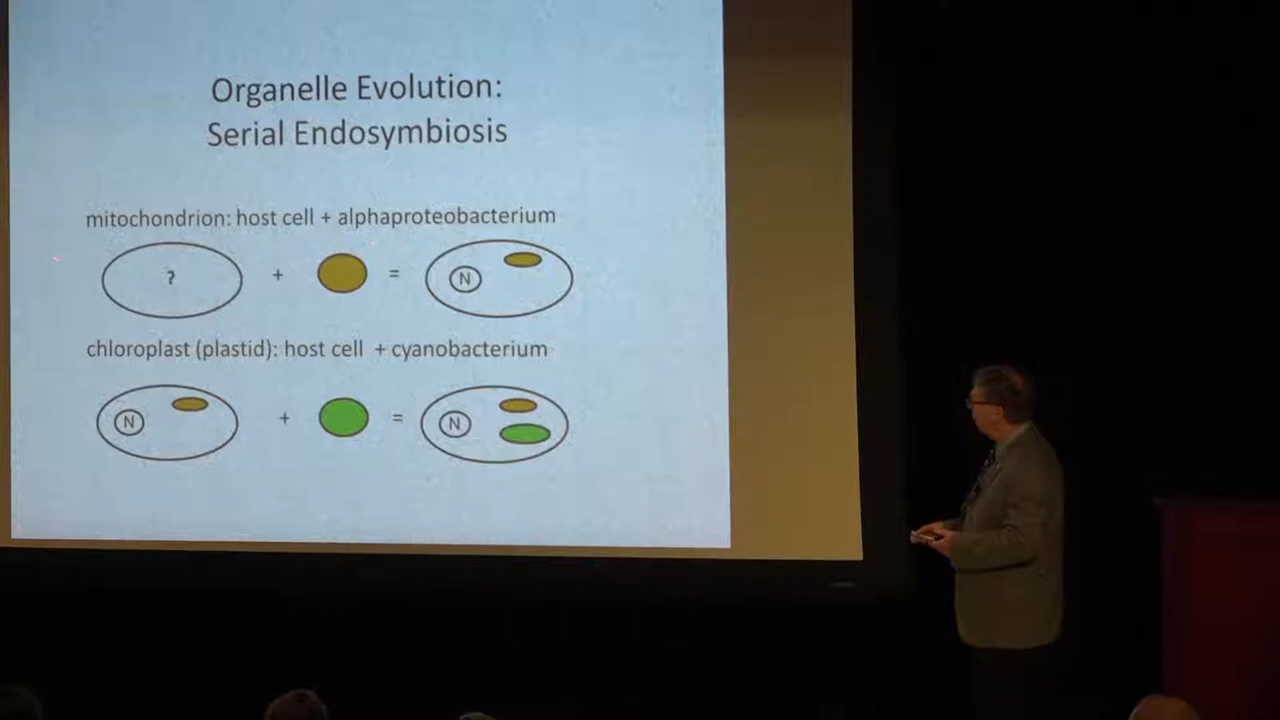 Organelle Evolution:
Serial Endosymbiosis
mitochondrion: host cell + alphaproteobacterium
? + = N
chloroplast (plastid): host cell + cyanobacterium
N + = N